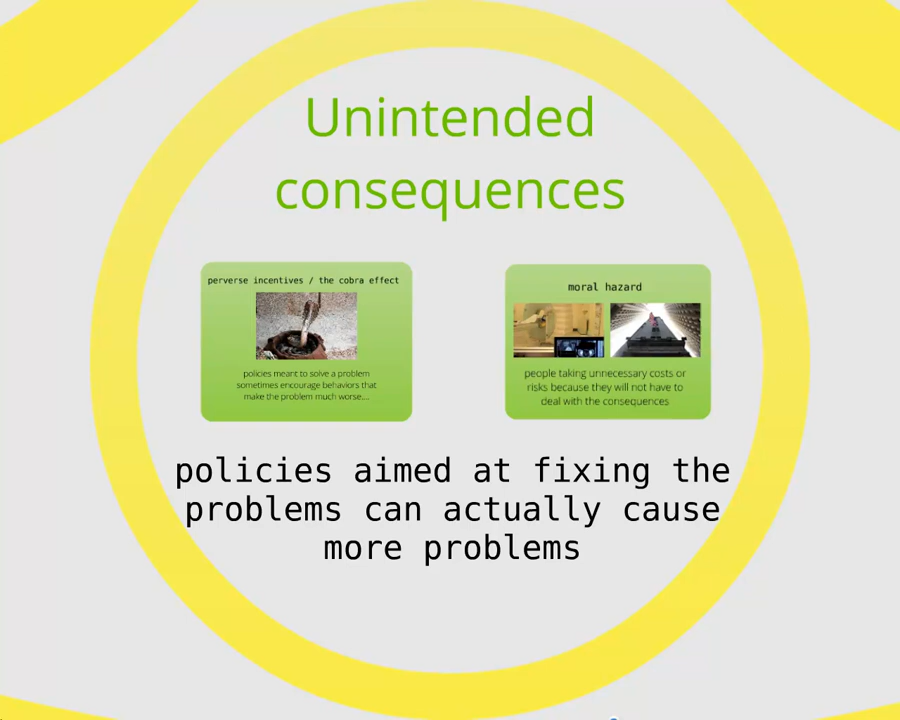 Unintended
consequences
perverse incentives / the cobra effect
policies meant to solve a problem
sometimes encourage behaviors that
make the problem much worse....
moral hazard
people taking unnecessary costs or
risks because they will not have to
deal with the consequences
policies aimed at fixing the
problems can actually cause
more problems